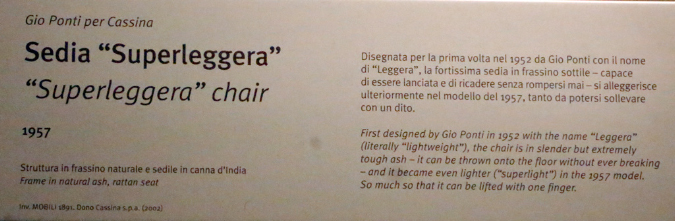 Gio Ponti per Cassina
Sedia “Superleggera”
“Superleggera” chair
1957
Struttura in frassino naturale e sedile in canna d'India
Frame in natural ash, rattan seat
Inv. MOBILI 1891. Dono Cassina s.p.a. (2002)
Disegnata per la prima volta nel 1952 da Gio Ponti con il nome
di “Leggera”, la fortissima sedia in frassino sottile – capace
di essere lanciata e di ricadere senza rompersi mai – si alleggerisce
ulteriormente nel modello del 1957, tanto da potersi sollevare
con un dito.
First designed by Gio Ponti in 1952 with the name “Leggera”
(literally “lightweight”), the chair is in slender but extremely
tough ash – it can be thrown onto the floor without ever breaking
– and it became even lighter (“superlight”) in the 1957 model.
So much so that it can be lifted with one finger.